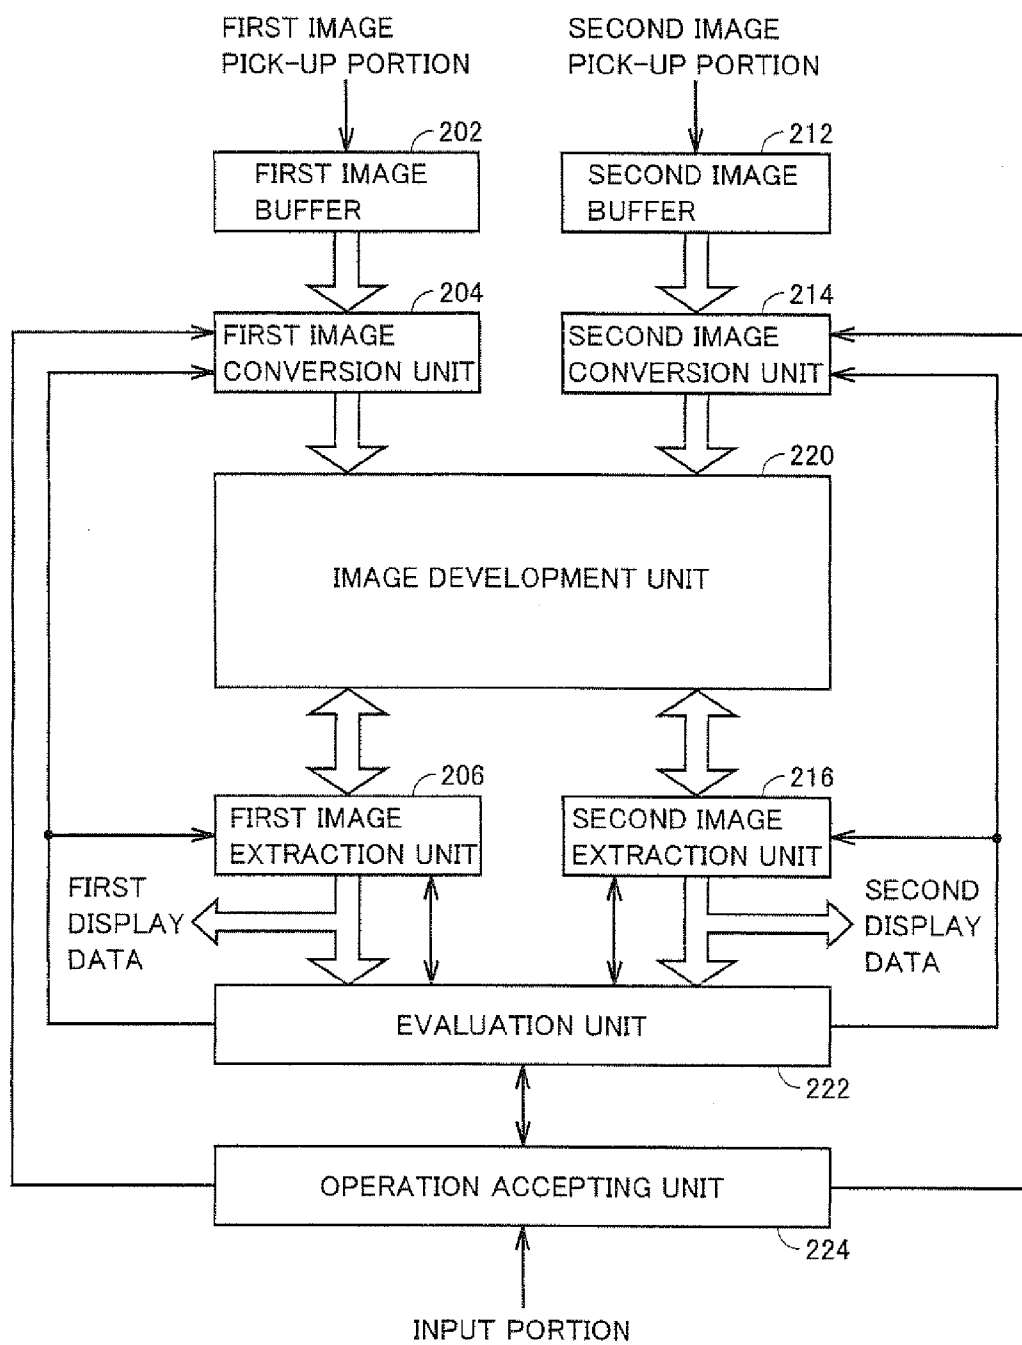 FIRST IMAGE
PICK-UP PORTION
SECOND IMAGE
PICK-UP PORTION
202
212
FIRST IMAGE
BUFFER
SECOND IMAGE
BUFFER
204
214
FIRST IMAGE
CONVERSION UNIT
SECOND IMAGE
CONVERSION UNIT
220
IMAGE DEVELOPMENT UNIT
206
216
FIRST IMAGE
EXTRACTION UNIT
SECOND IMAGE
EXTRACTION UNIT
FIRST
DISPLAY
DATA
SECOND
DISPLAY
DATA
EVALUATION UNIT
222
OPERATION ACCEPTING UNIT
224
INPUT PORTION